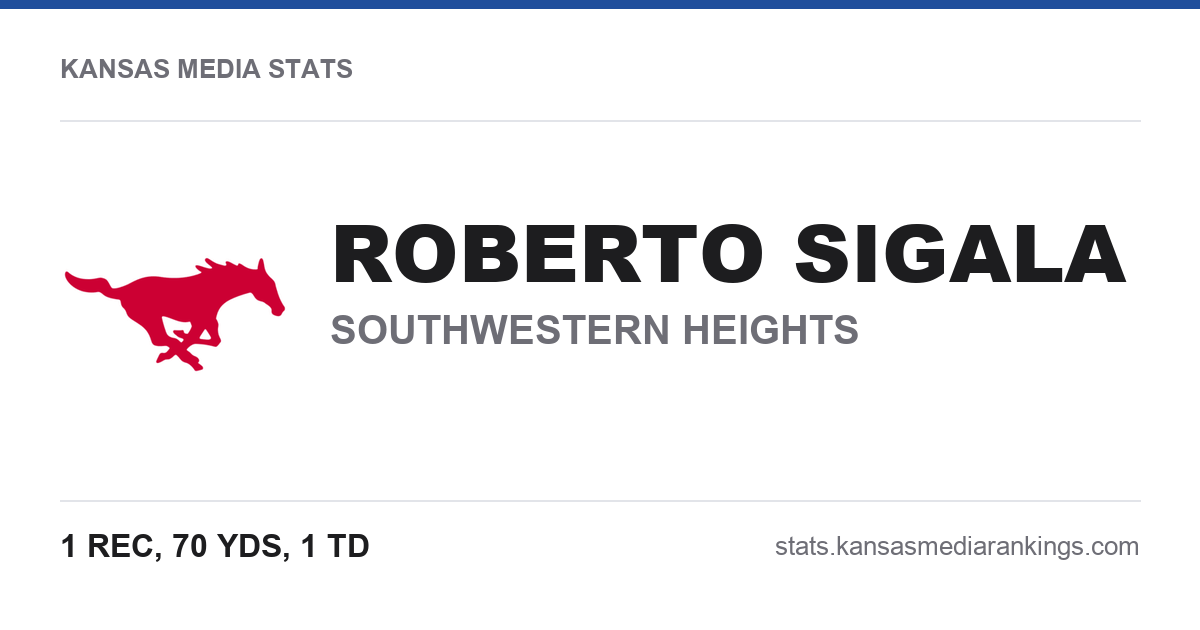 KANSAS MEDIA STATS
ROBERTO SIGALA
SOUTHWESTERN HEIGHTS
1 REC, 70 YDS, 1 TD
stats.kansasmediarankings.com